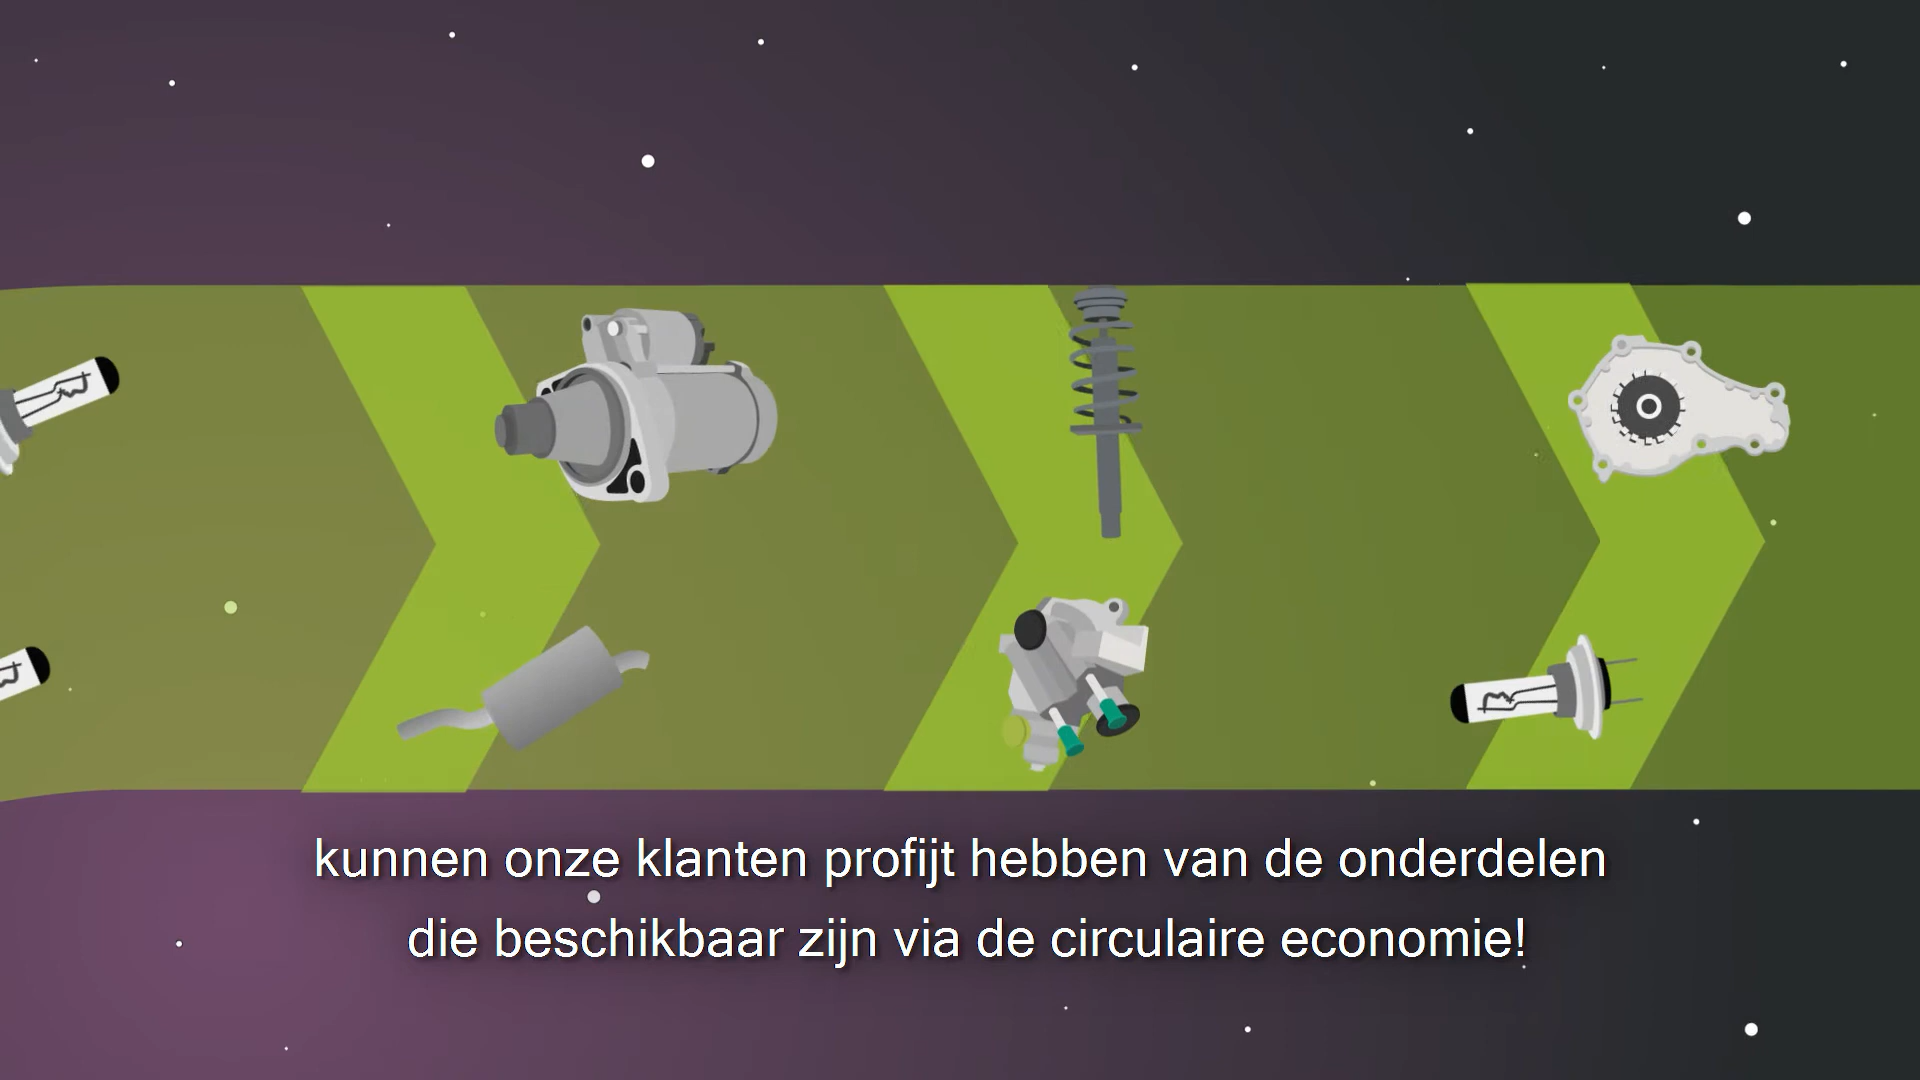 kunnen onze klanten profijt hebben van de onderdelen
die beschikbaar zijn via de circulaire economie!